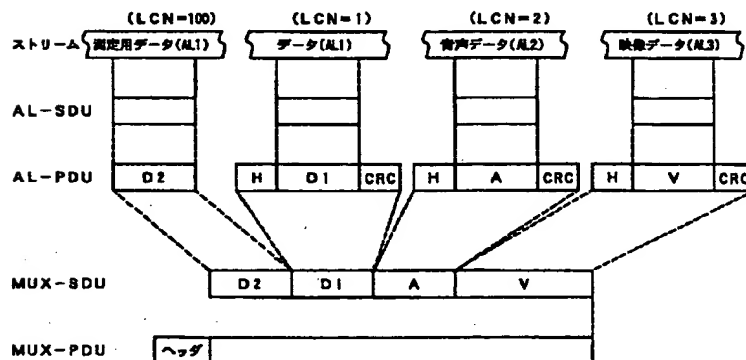 (LCN=100) (LCN=1) (LCN=2) (LCN=3)
ストリーム 測定用データ(AL1) データ(AL1) 音声データ(AL2) 映像データ(AL3)
AL-SDU
AL-PDU D2 H D1 CRC H A CRC H V CRC
MUX-SDU D2 D1 A V
MUX-PDU ヘッダ